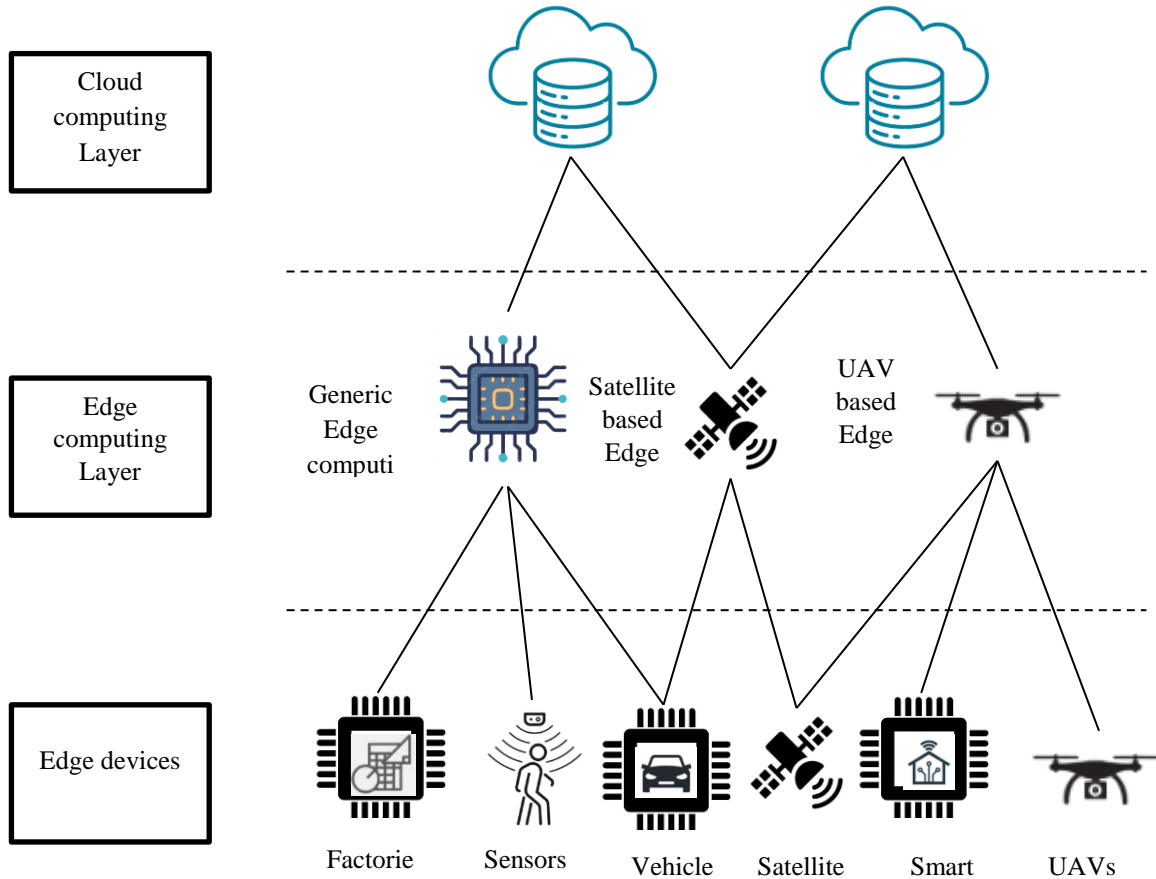 Cloud
computing
Layer
Edge
computing
Layer
Generic
Edge
computi
Satellite
based
Edge
UAV
based
Edge
Edge devices
Factorie
Sensors
Vehicle
Satellite
Smart
UAVs